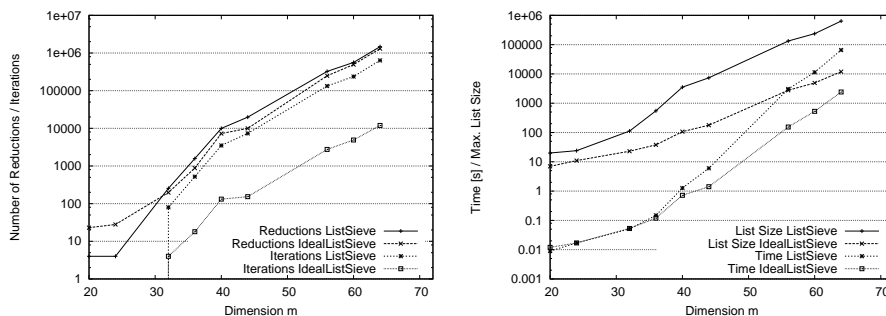 Number of Reductions / Iterations
1e+07
1e+06
100000
10000
1000
100
10
1
Reductions ListSieve
Reductions IdealListSieve
Iterations ListSieve
Iterations IdealListSieve
20 30 40 50 60 70
Dimension m
Time [s] / Max. List Size
1e+06
100000
10000
1000
100
10
1
0.1
0.01
0.001
List Size ListSieve
List Size IdealListSieve
Time ListSieve
Time IdealListSieve
20 30 40 50 60 70
Dimension m